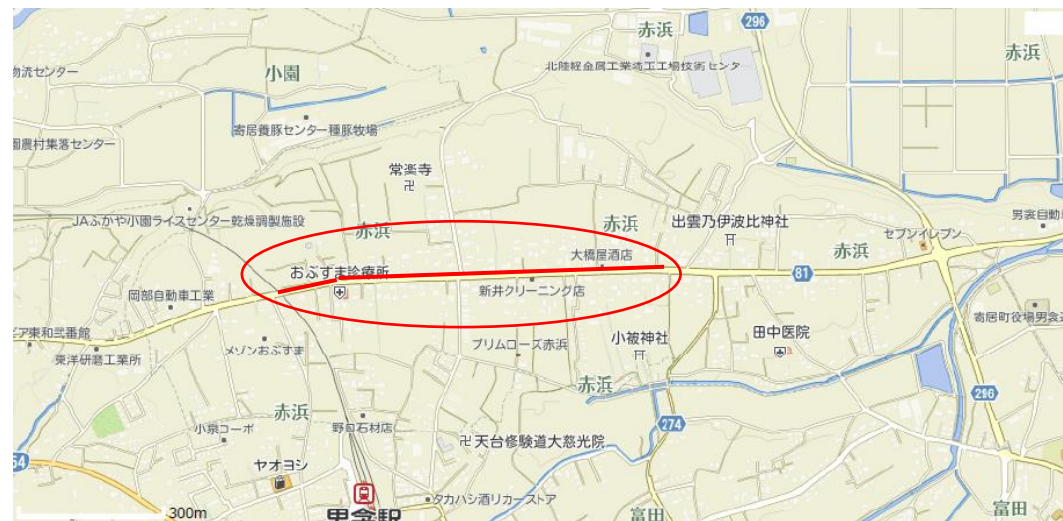 赤浜
296
赤浜
物流センター
小園
北陸軽金属工業埼玉工場技術センタ
寄居養豚センター種豚牧場
園農村集落センター
常楽寺
JAふかや小園ライスセンター乾燥調製施設
赤浜
赤浜
出雲乃伊波比神社
男衾自動
セブンイレブン
赤浜
大橋屋酒店
おぶすま診療所
81
岡部自動車工業
新井クリーニング店
寄居町役場男衾
ピア東和弐番館
東洋研磨工業所
メゾンおぶすま
プリムローズ赤浜
小被神社
田中医院
赤浜
296
赤浜
小泉コーポ
野口石材店
274
天台修験道大慈光院
ヤオヨシ
タカハシ酒リカーストア
300m
男衾駅
富田
富田